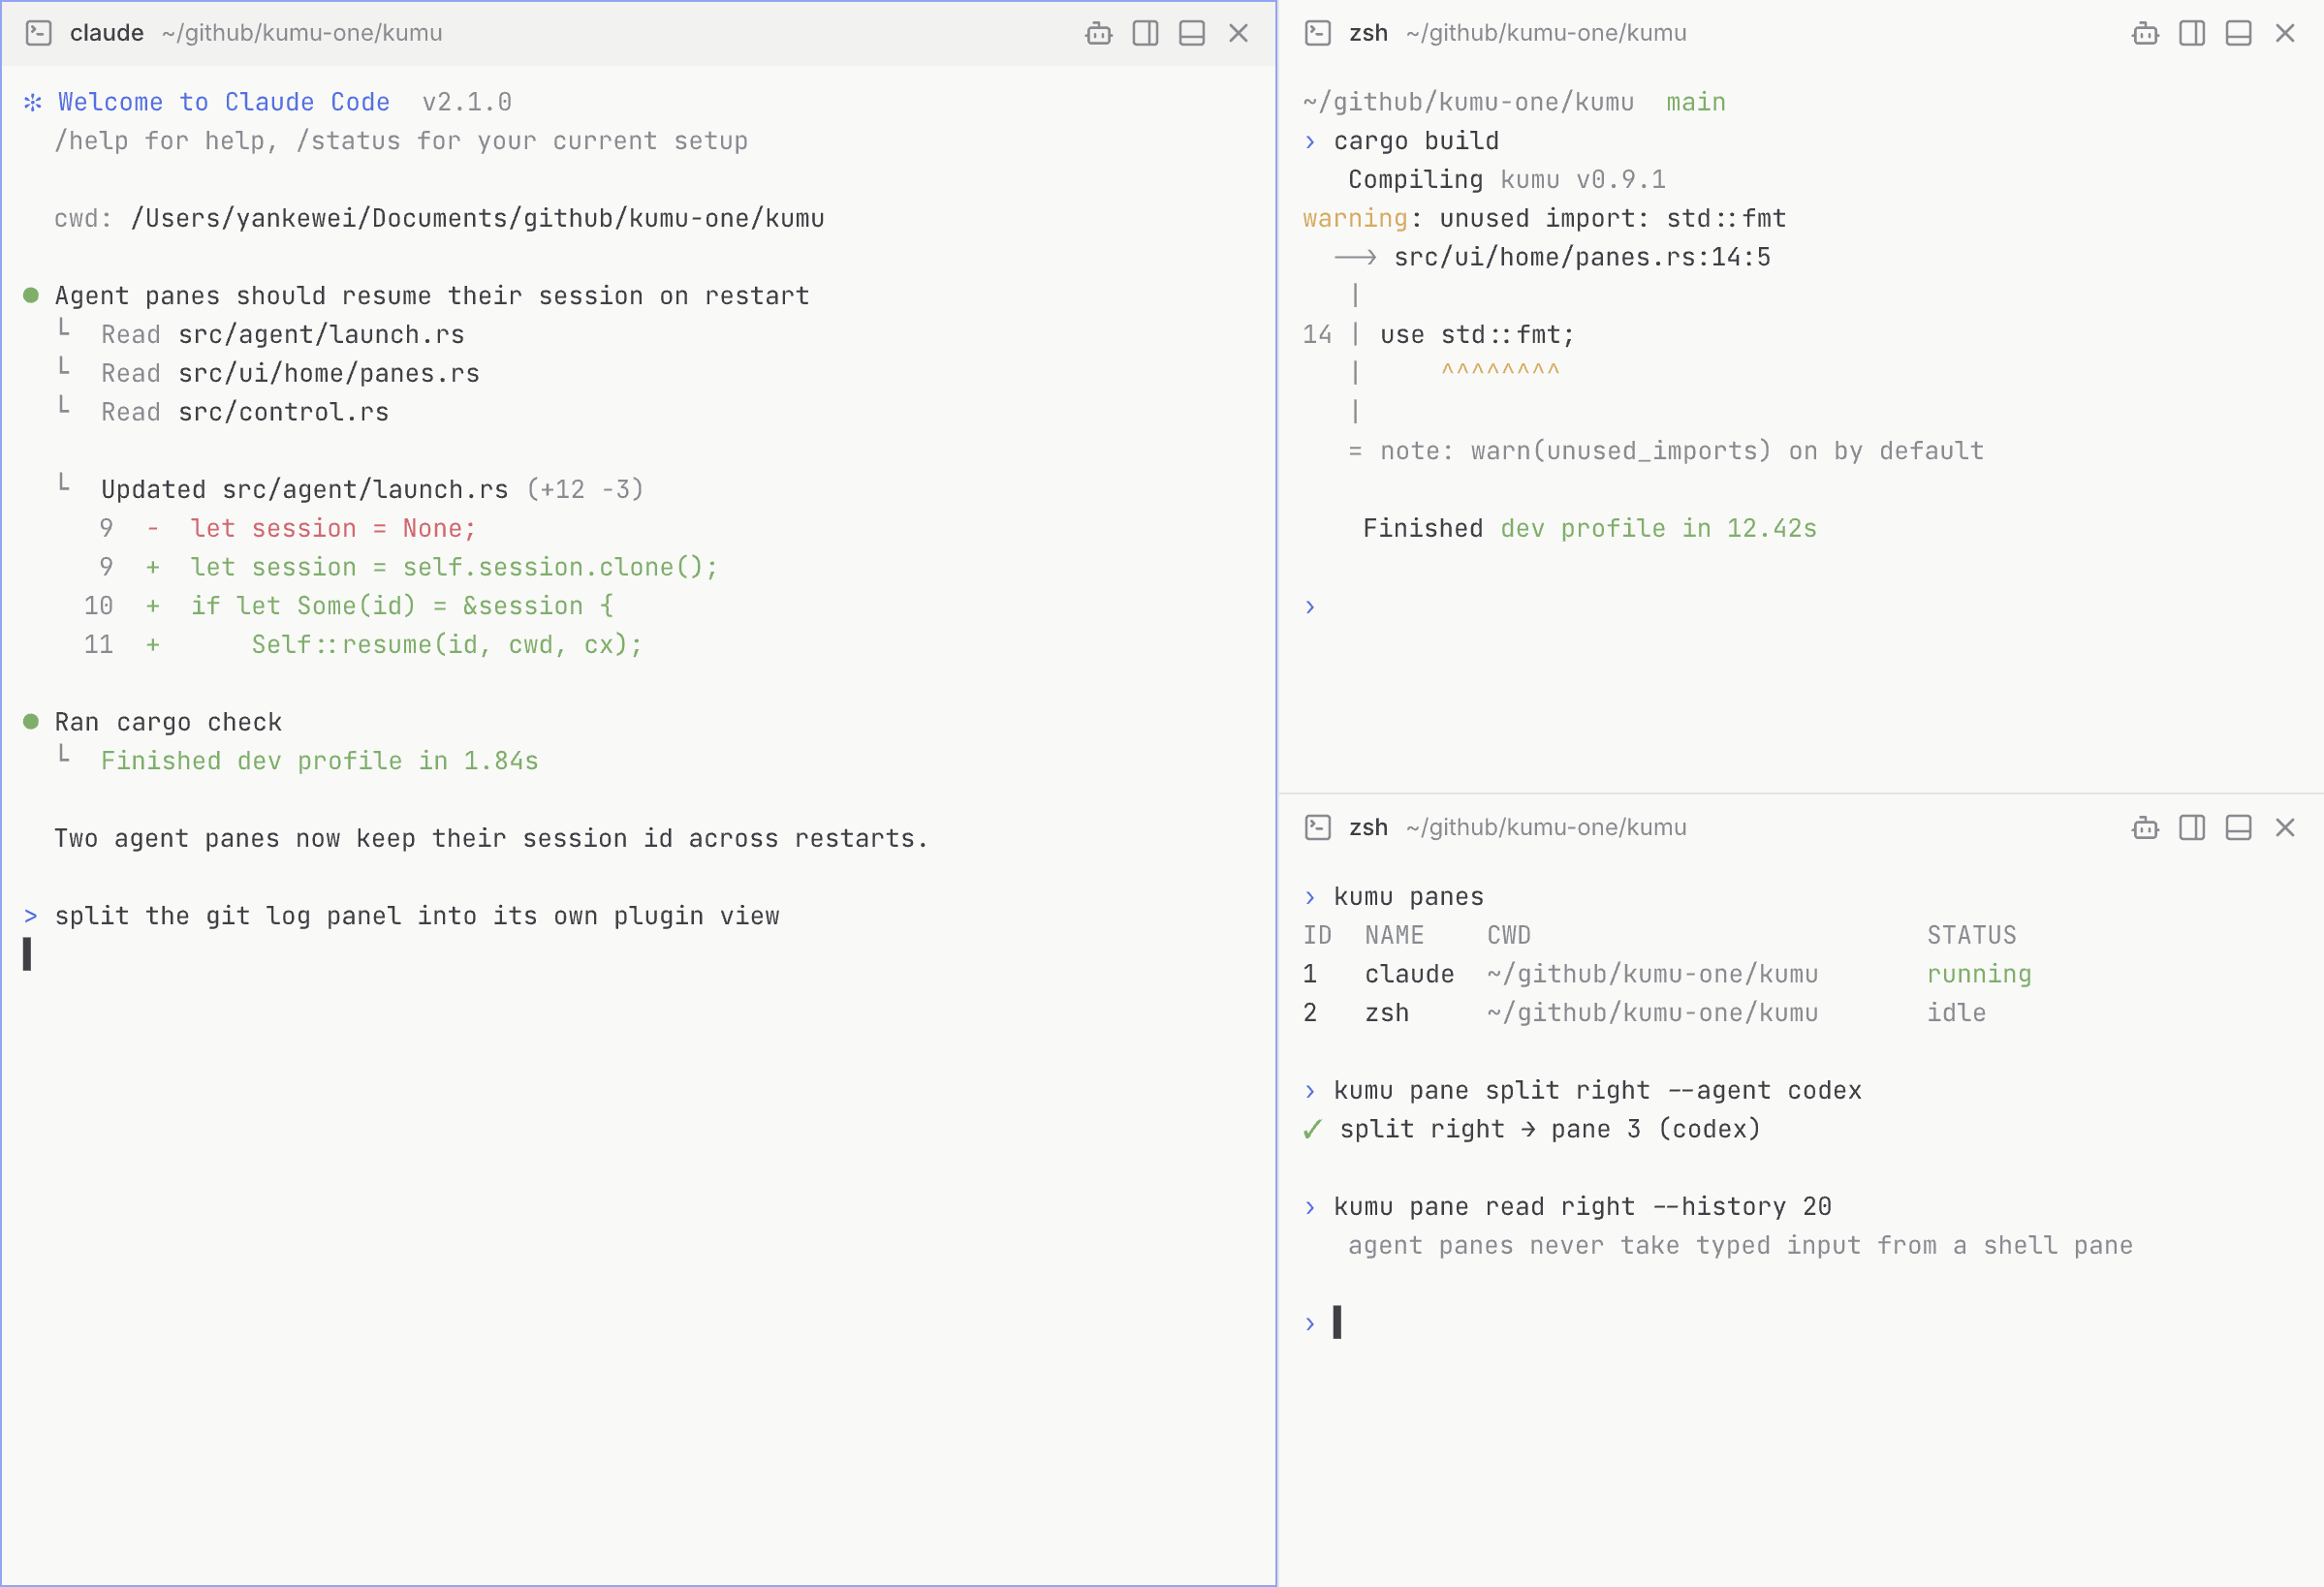 claude ~/github/kumu-one/kumu
✻ Welcome to Claude Code v2.1.0
/help for help, /status for your current setup
cwd: /Users/yankewei/Documents/github/kumu-one/kumu
● Agent panes should resume their session on restart
└ Read src/agent/launch.rs
└ Read src/ui/home/panes.rs
└ Read src/control.rs
└ Updated src/agent/launch.rs (+12 -3)
9 - let session = None;
9 + let session = self.session.clone();
10 + if let Some(id) = &session {
11 + Self::resume(id, cwd, cx);
● Ran cargo check
└ Finished dev profile in 1.84s
Two agent panes now keep their session id across restarts.
> split the git log panel into its own plugin view
zsh ~/github/kumu-one/kumu
~/github/kumu-one/kumu main
› cargo build
Compiling kumu v0.9.1
warning: unused import: std::fmt
--> src/ui/home/panes.rs:14:5
|
14 | use std::fmt;
| ^^^^^^^^
|
= note: warn(unused_imports) on by default
Finished dev profile in 12.42s
›
zsh ~/github/kumu-one/kumu
› kumu panes
ID NAME CWD STATUS
1 claude ~/github/kumu-one/kumu running
2 zsh ~/github/kumu-one/kumu idle
› kumu pane split right --agent codex
✓ split right → pane 3 (codex)
› kumu pane read right --history 20
agent panes never take typed input from a shell pane
›